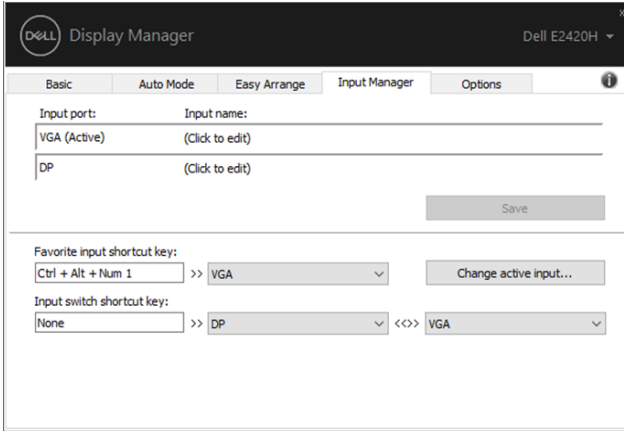 DELL Display Manager Dell E2420H
Basic Auto Mode Easy Arrange Input Manager Options
Input port: Input name:
VGA (Active) (Click to edit)
DP (Click to edit)
Save
Favorite input shortcut key:
Ctrl + Alt + Num 1 >> VGA Change active input...
Input switch shortcut key:
None >> DP <<>> VGA